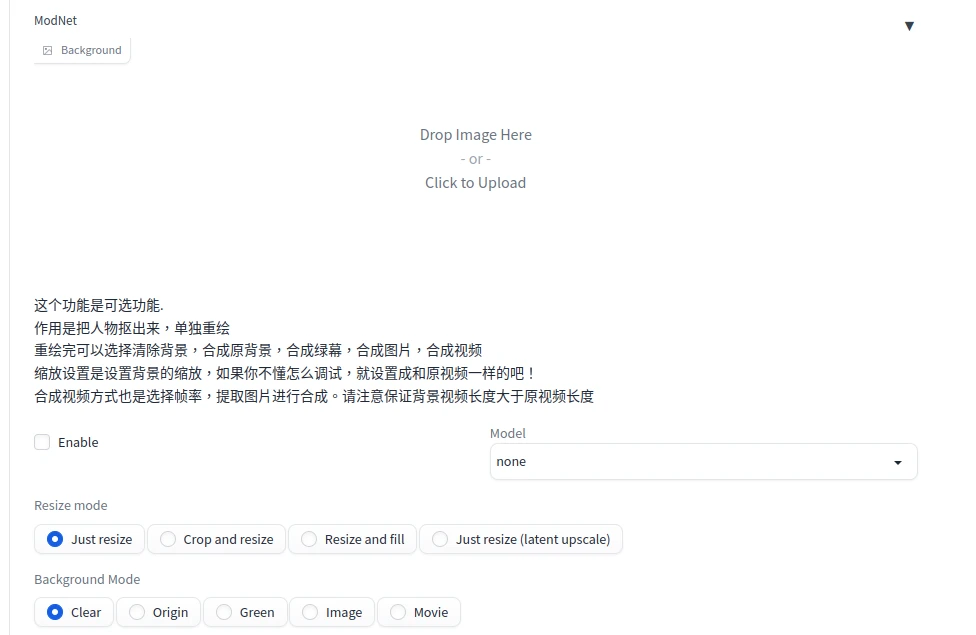 ModNet
▼
Background
Drop Image Here
- or -
Click to Upload
这个功能是可选功能.
作用是把人物抠出来，单独重绘
重绘完可以选择清除背景，合成原背景，合成绿幕，合成图片，合成视频
缩放设置是设置背景的缩放，如果你不懂怎么调试，就设置成和原视频一样的吧！
合成视频方式也是选择帧率，提取图片进行合成。请注意保证背景视频长度大于原视频长度
Enable
Model
none
Resize mode
Just resize Crop and resize Resize and fill Just resize (latent upscale)
Background Mode
Clear Origin Green Image Movie